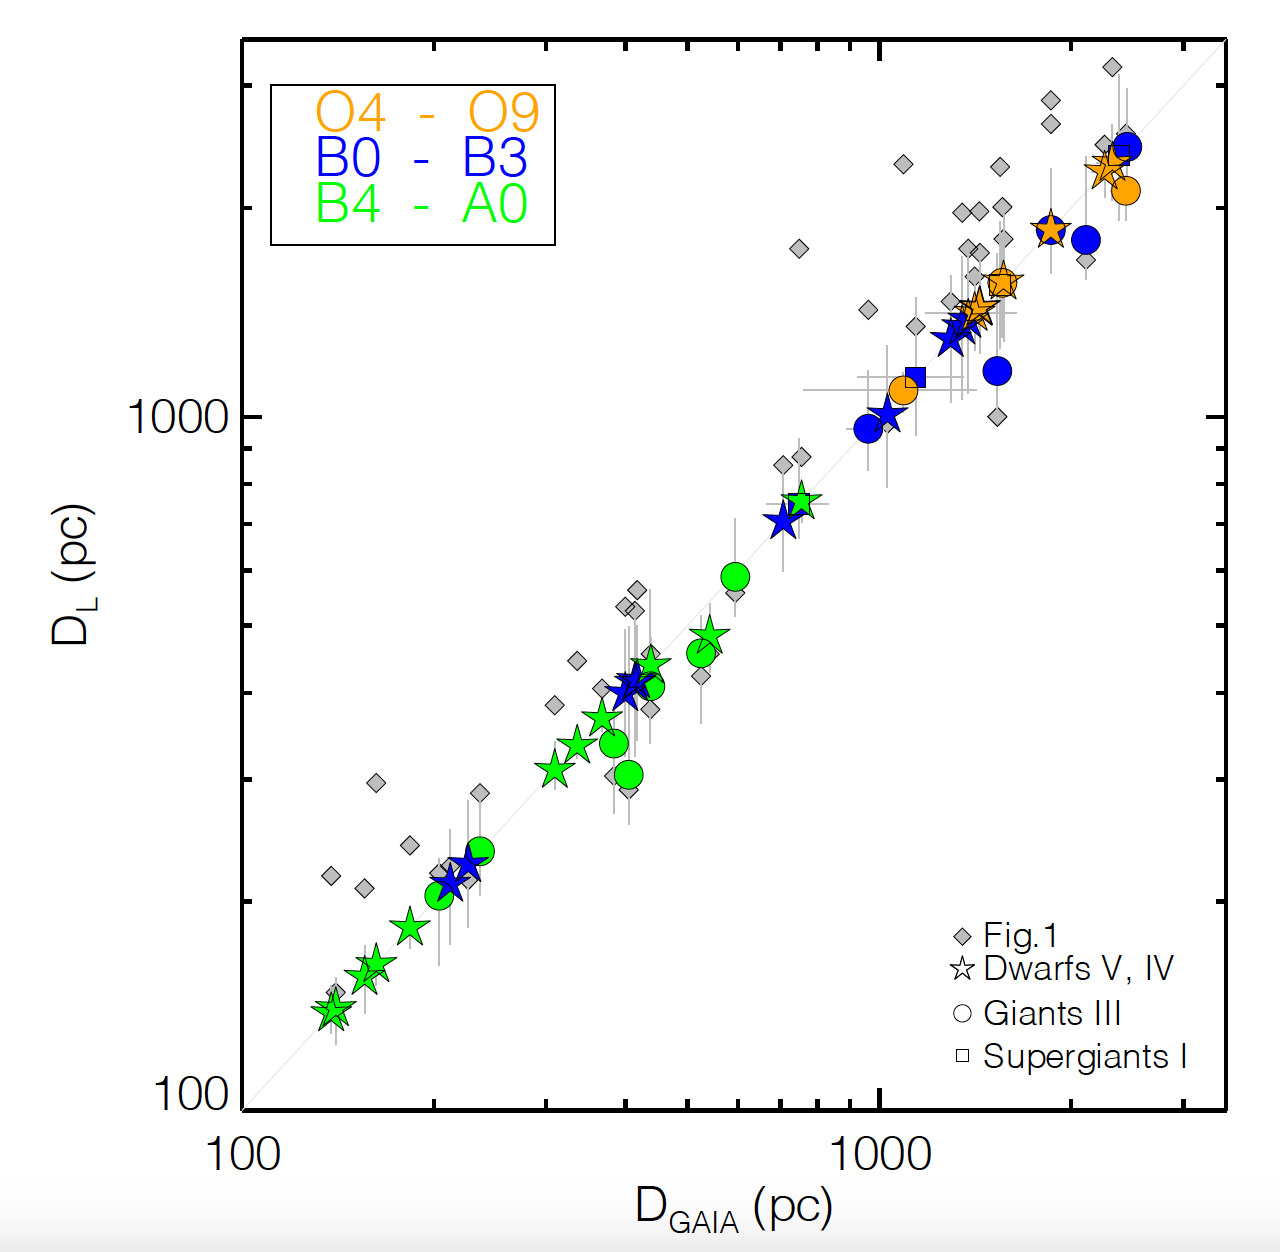 O4 - O9
B0 - B3
B4 - A0
1000
D_L (pc)
Fig.1
Dwarfs V, IV
Giants III
Supergiants I
100
100
1000
D_GAIA (pc)